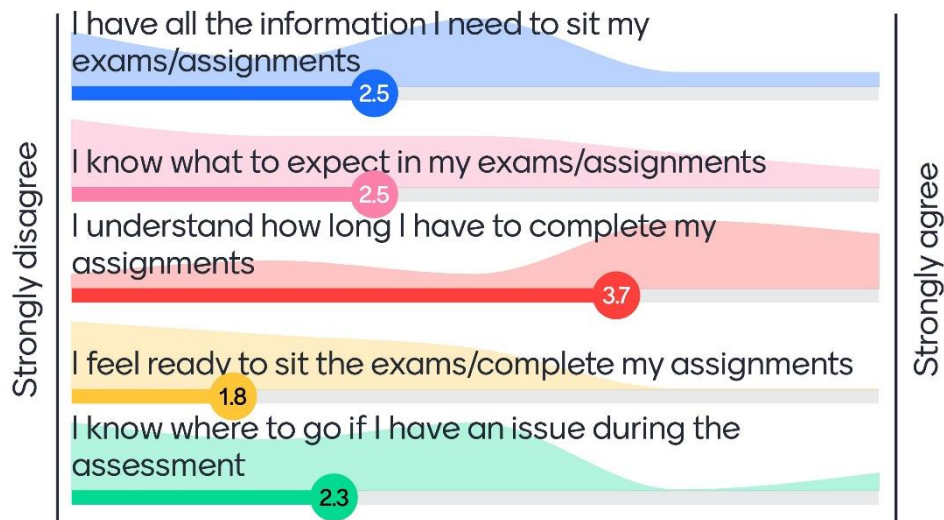 I have all the information I need to sit my
exams/assignments
2.5
I know what to expect in my exams/assignments
2.5
I understand how long I have to complete my
assignments
3.7
I feel ready to sit the exams/complete my assignments
1.8
I know where to go if I have an issue during the
assessment
2.3
Strongly disagree
Strongly agree